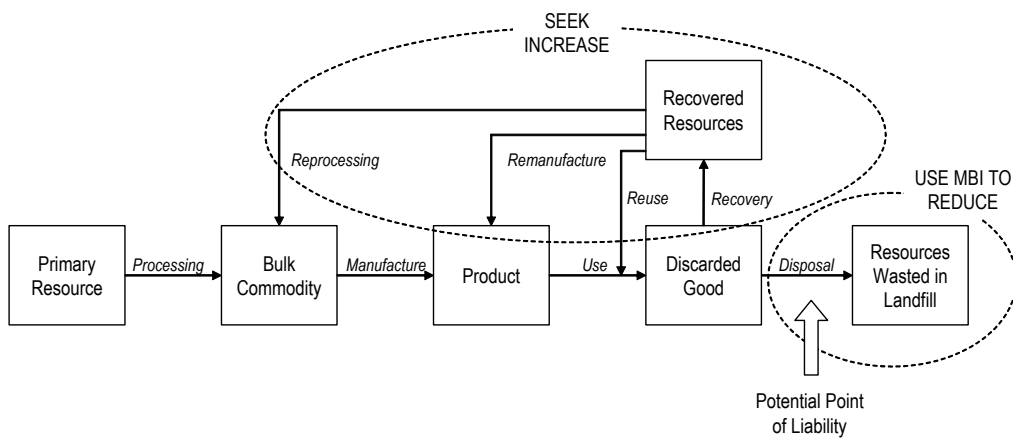 SEEK
INCREASE
Recovered
Resources
Reprocessing
Remanufacture
Reuse
Recovery
USE MBI TO
REDUCE
Primary
Resource
Processing
Bulk
Commodity
Manufacture
Product
Use
Discarded
Good
Disposal
Resources
Wasted in
Landfill
Potential Point
of Liability